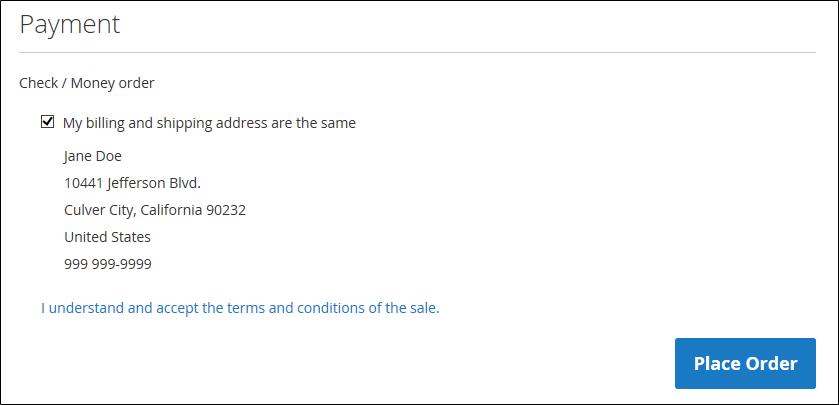 Payment
Check / Money order
My billing and shipping address are the same
Jane Doe
10441 Jefferson Blvd.
Culver City, California 90232
United States
999 999-9999
I understand and accept the terms and conditions of the sale.
Place Order